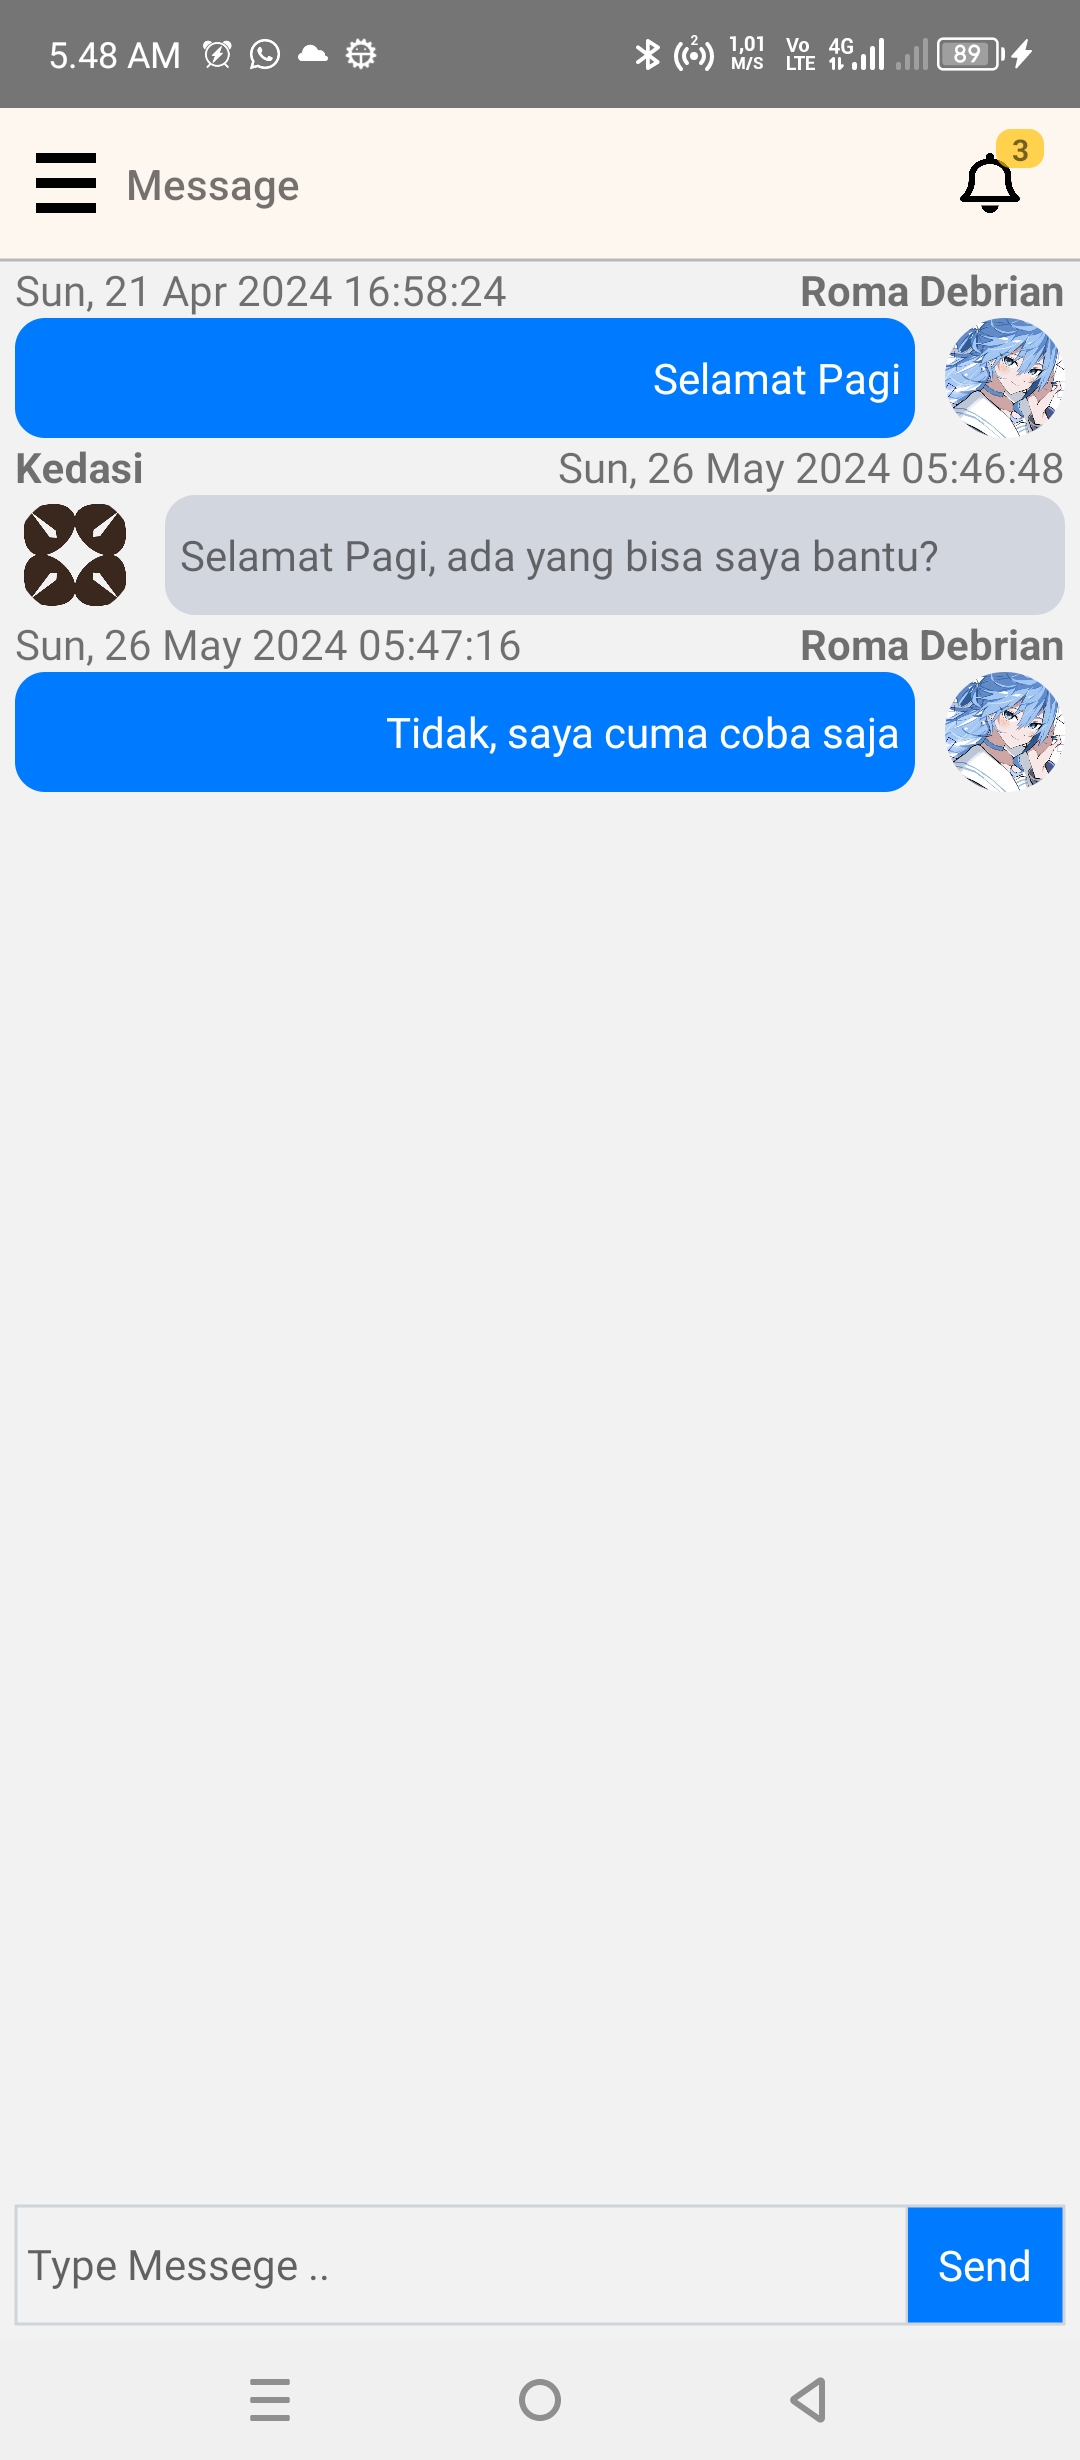 5.48 AM 2 1,01 M/S Vo LTE 4G 89
Message 3
Sun, 21 Apr 2024 16:58:24 Roma Debrian
Selamat Pagi
Kedasi Sun, 26 May 2024 05:46:48
Selamat Pagi, ada yang bisa saya bantu?
Sun, 26 May 2024 05:47:16 Roma Debrian
Tidak, saya cuma coba saja
Type Messege .. Send